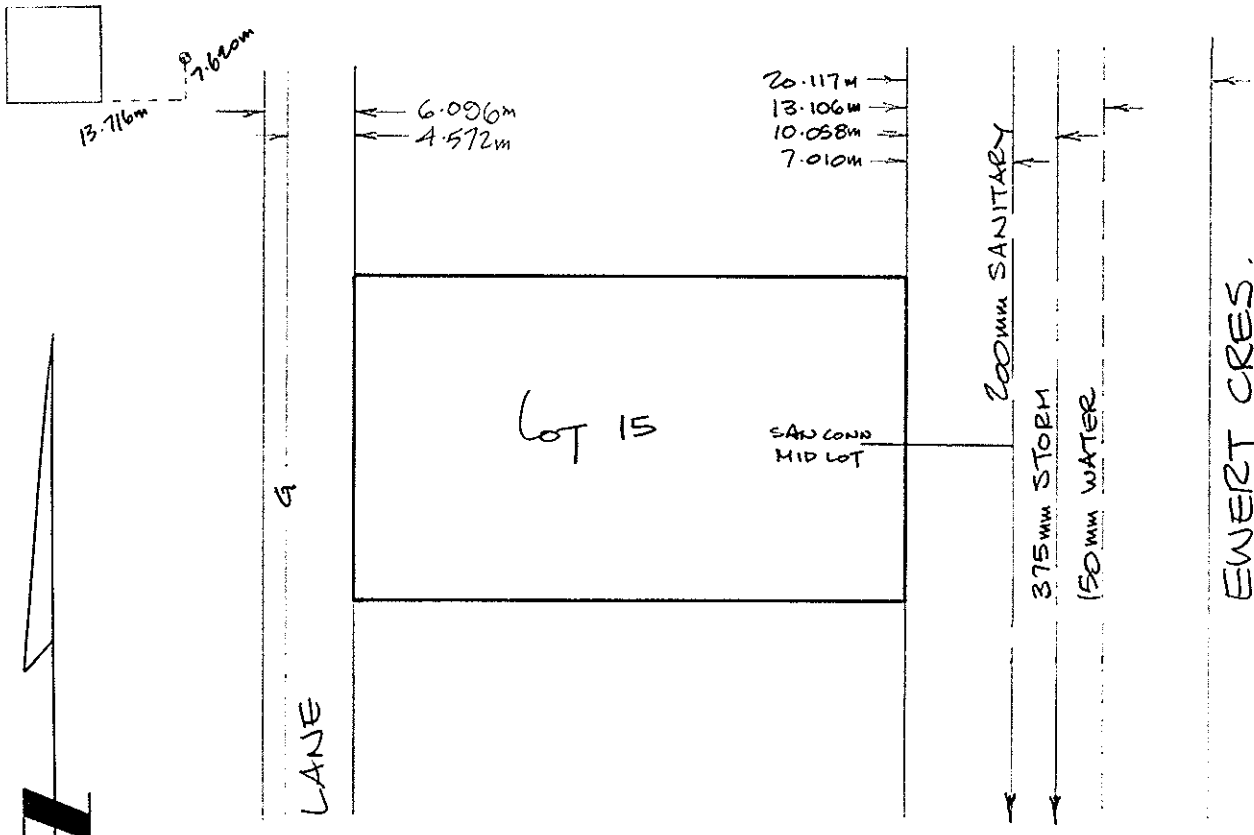 7.620m
13.716m
6.096m
4.572m
20.117m
13.106m
10.058m
7.010m
200mm SANITARY
LOT 15
SAN CONN
MID LOT
375mm STORM
150mm WATER
EWERT CRES.
G
LANE